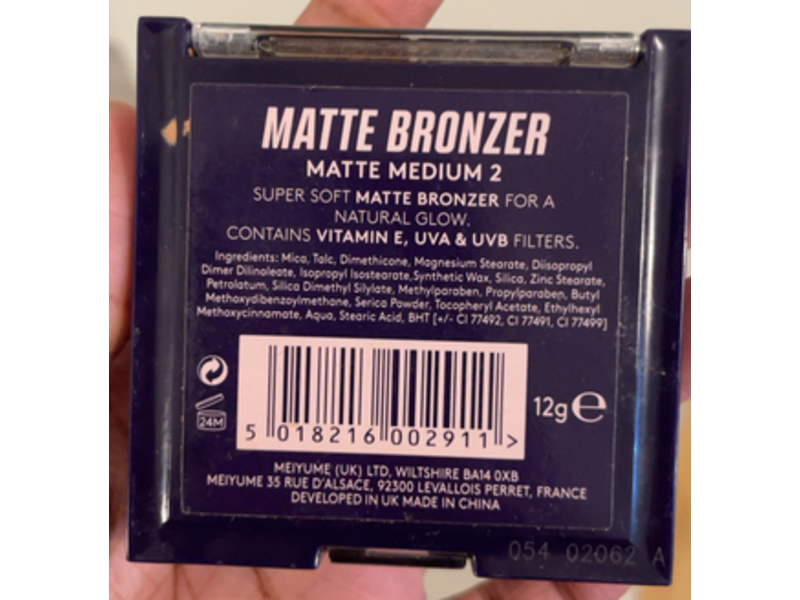 MATTE BRONZER
MATTE MEDIUM 2
SUPER SOFT MATTE BRONZER FOR A
NATURAL GLOW.
CONTAINS VITAMIN E, UVA & UVB FILTERS.
Ingredients: Mica, Talc, Dimethicone, Magnesium Stearate, Diisopropyl
Dimer Dilinoleate, Isopropyl Isostearate, Synthetic Wax, Silica, Zinc Stearate,
Petrolatum, Silica Dimethyl Silylate, Methylparaben, Propylparaben, Butyl
Methoxydibenzoylmethane, Serica Powder, Tocopheryl Acetate, Ethylhexyl
Methoxycinnamate, Aqua, Stearic Acid, BHT [+/- CI 77492, CI 77491, CI 77499]
24M
5 018216 002911 >
12g e
MEIYUME (UK) LTD, WILTSHIRE BA14 0XB
MEIYUME 35 RUE D'ALSACE, 92300 LEVALLOIS PERRET, FRANCE
DEVELOPED IN UK MADE IN CHINA
054 02062 A